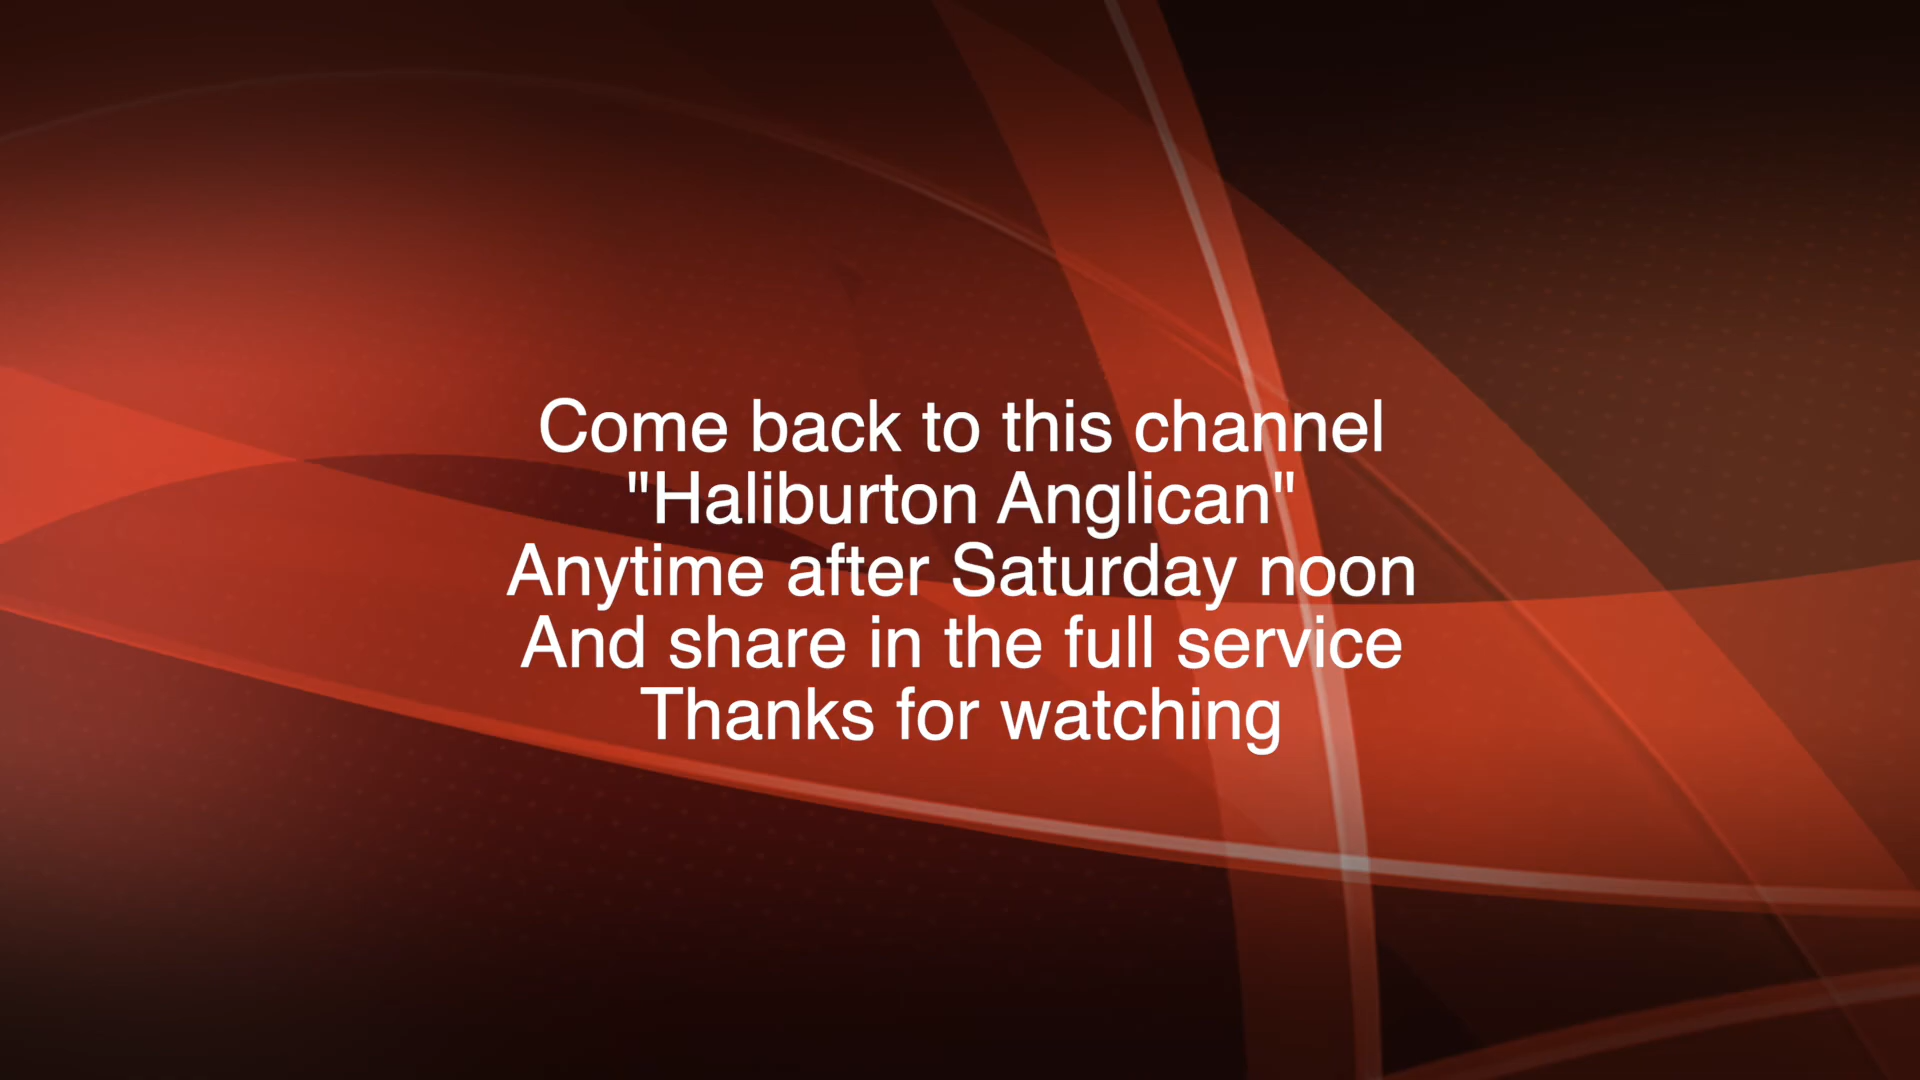 Come back to this channel
"Haliburton Anglican"
Anytime after Saturday noon
And share in the full service
Thanks for watching